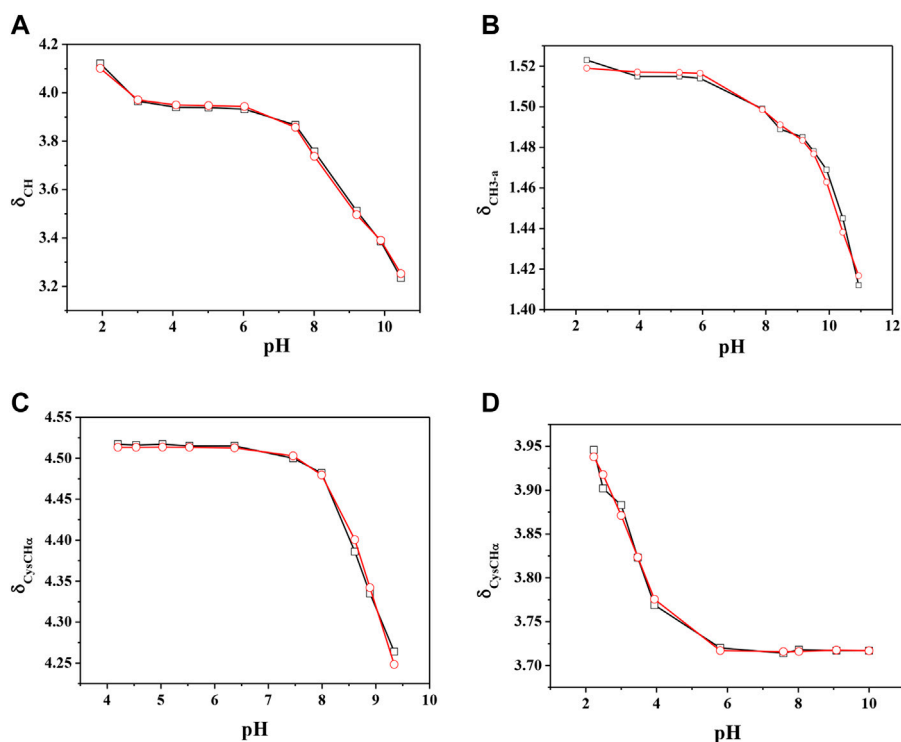 A
4.2
4.0
3.8
3.6
3.4
3.2
δCH
2 4 6 8 10
pH
B
1.52
1.50
1.48
1.46
1.44
1.42
1.40
δCH3-a
2 4 6 8 10 12
pH
C
4.55
4.50
4.45
4.40
4.35
4.30
4.25
δCysCHα
4 5 6 7 8 9 10
pH
D
3.95
3.90
3.85
3.80
3.75
3.70
δCysCHα
2 4 6 8 10
pH